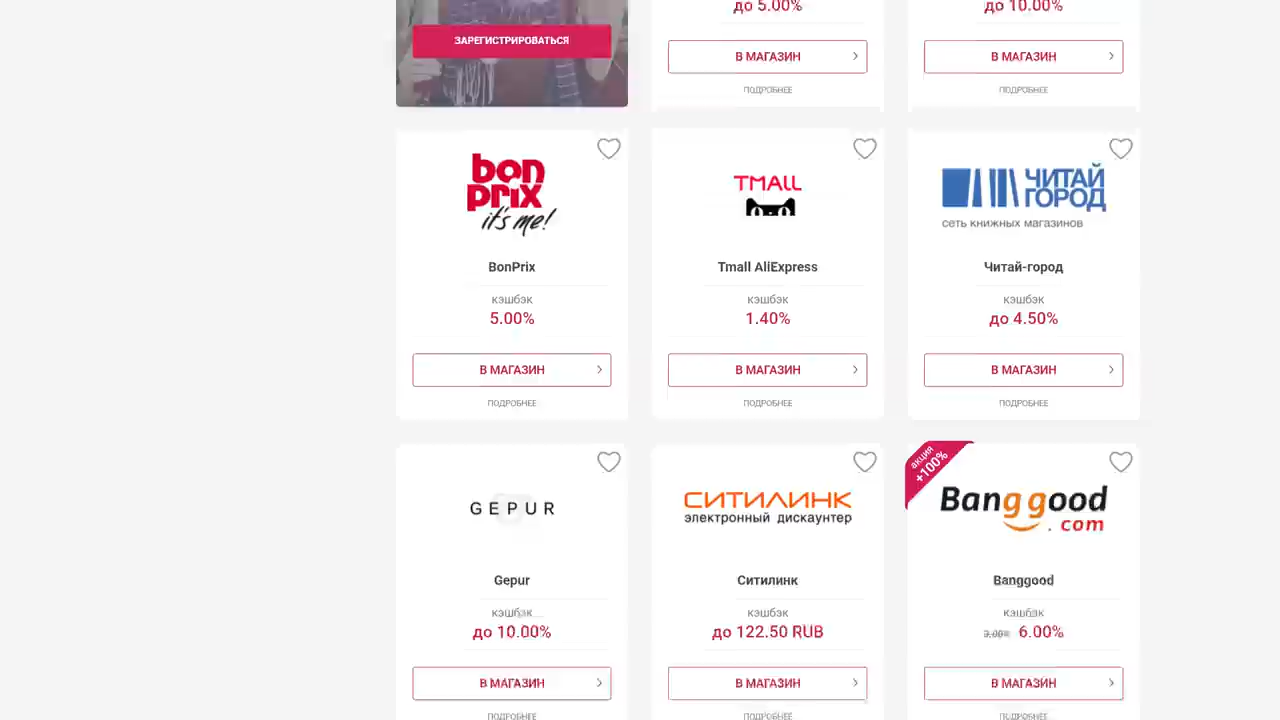 до 5.00%
до 10.00%
ЗАРЕГИСТРИРОВАТЬСЯ
В МАГАЗИН
В МАГАЗИН
ПОДРОБНЕЕ
ПОДРОБНЕЕ
bon prix
it's me!
TMALL
ЧИТАЙ
ГОРОД
сеть книжных магазинов
BonPrix
Tmall AliExpress
Читай-город
кэшбэк
кэшбэк
кэшбэк
5.00%
1.40%
до 4.50%
В МАГАЗИН
В МАГАЗИН
В МАГАЗИН
ПОДРОБНЕЕ
ПОДРОБНЕЕ
ПОДРОБНЕЕ
акция
+100%
GEPUR
СИТИЛИНК
электронный дискаунтер
Banggood
.com
Gepur
Ситилинк
Banggood
кэшбэк
кэшбэк
кэшбэк
до 10.00%
до 122.50 RUB
3.00% 6.00%
В МАГАЗИН
В МАГАЗИН
В МАГАЗИН
ПОДРОБНЕЕ
ПОДРОБНЕЕ
ПОДРОБНЕЕ